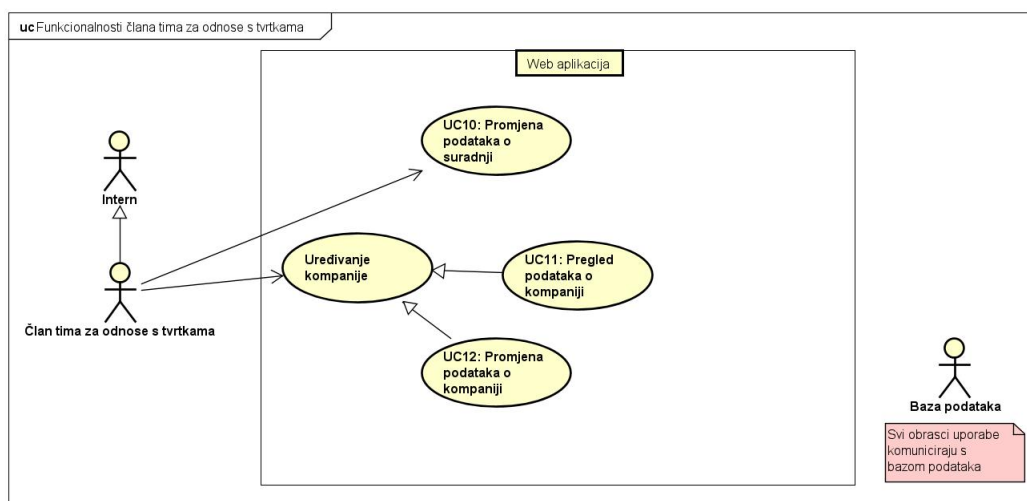 uc Funkcionalnosti člana tima za odnose s tvrtkama
Web aplikacija
UC10: Promjena
podataka o
suradnji
Intern
Uređivanje
kompanije
UC11: Pregled
podataka o
kompaniji
Član tima za odnose s tvrtkama
UC12: Promjena
podataka o
kompaniji
Baza podataka
Svi obrasci uporabe
komuniciraju s
bazom podataka